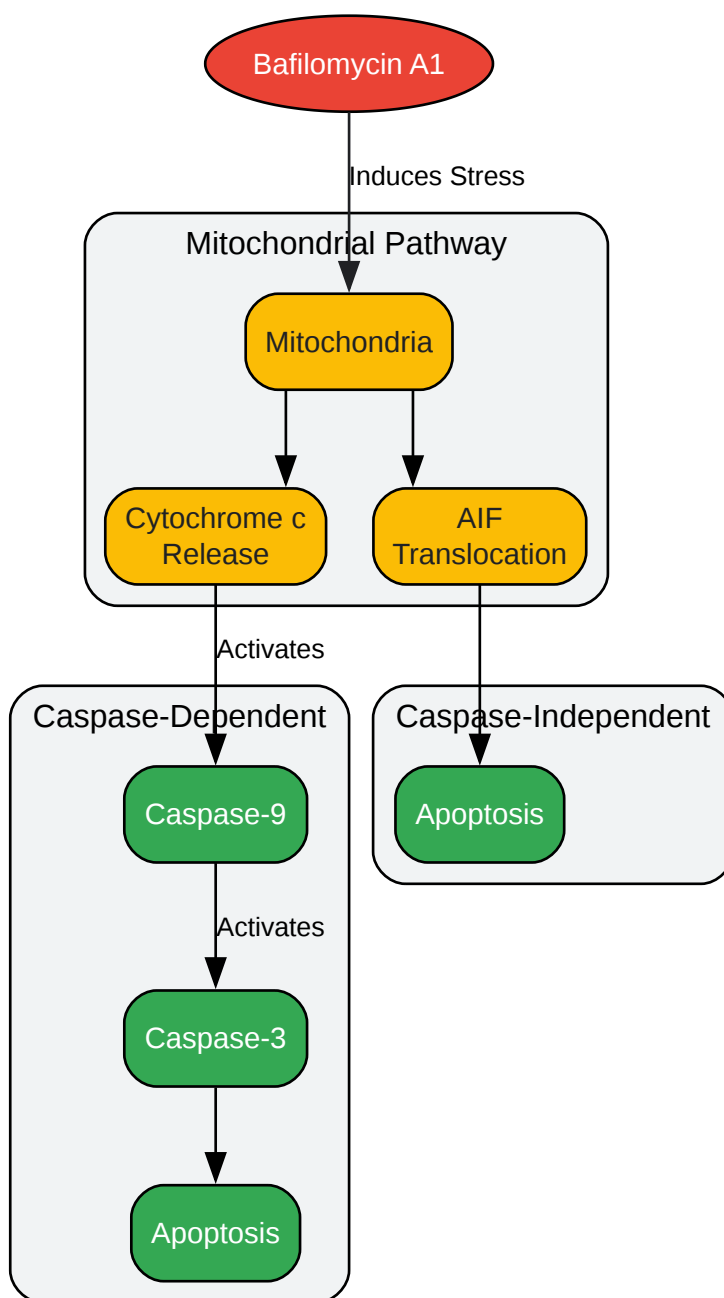 Bafilomycin A1
Induces Stress
Mitochondrial Pathway
Mitochondria
Cytochrome c
Release
AIF
Translocation
Activates
Caspase-Dependent
Caspase-Independent
Caspase-9
Apoptosis
Activates
Caspase-3
Apoptosis